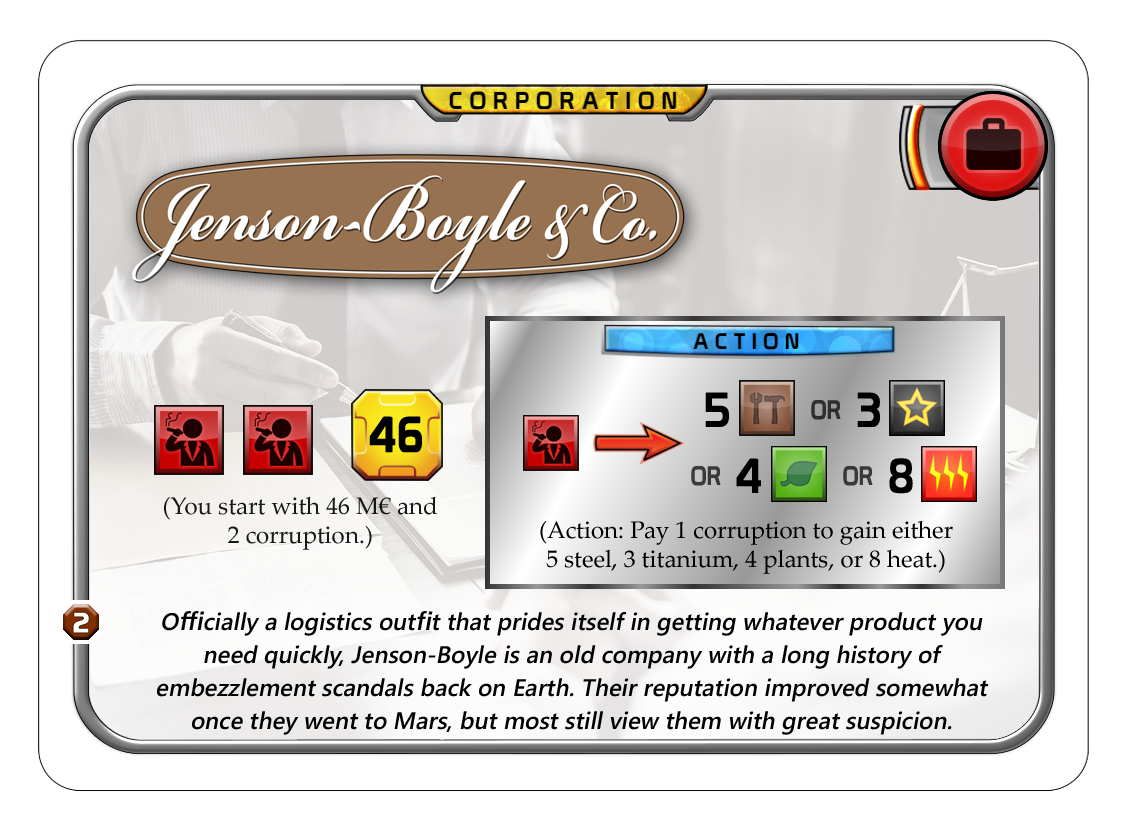 CORPORATION
Jenson-Boyle & Co.
ACTION
5 OR 3
OR 4 OR 8
46
(You start with 46 M€ and
2 corruption.)
(Action: Pay 1 corruption to gain either
5 steel, 3 titanium, 4 plants, or 8 heat.)
2
Officially a logistics outfit that prides itself in getting whatever product you
need quickly, Jenson-Boyle is an old company with a long history of
embezzlement scandals back on Earth. Their reputation improved somewhat
once they went to Mars, but most still view them with great suspicion.